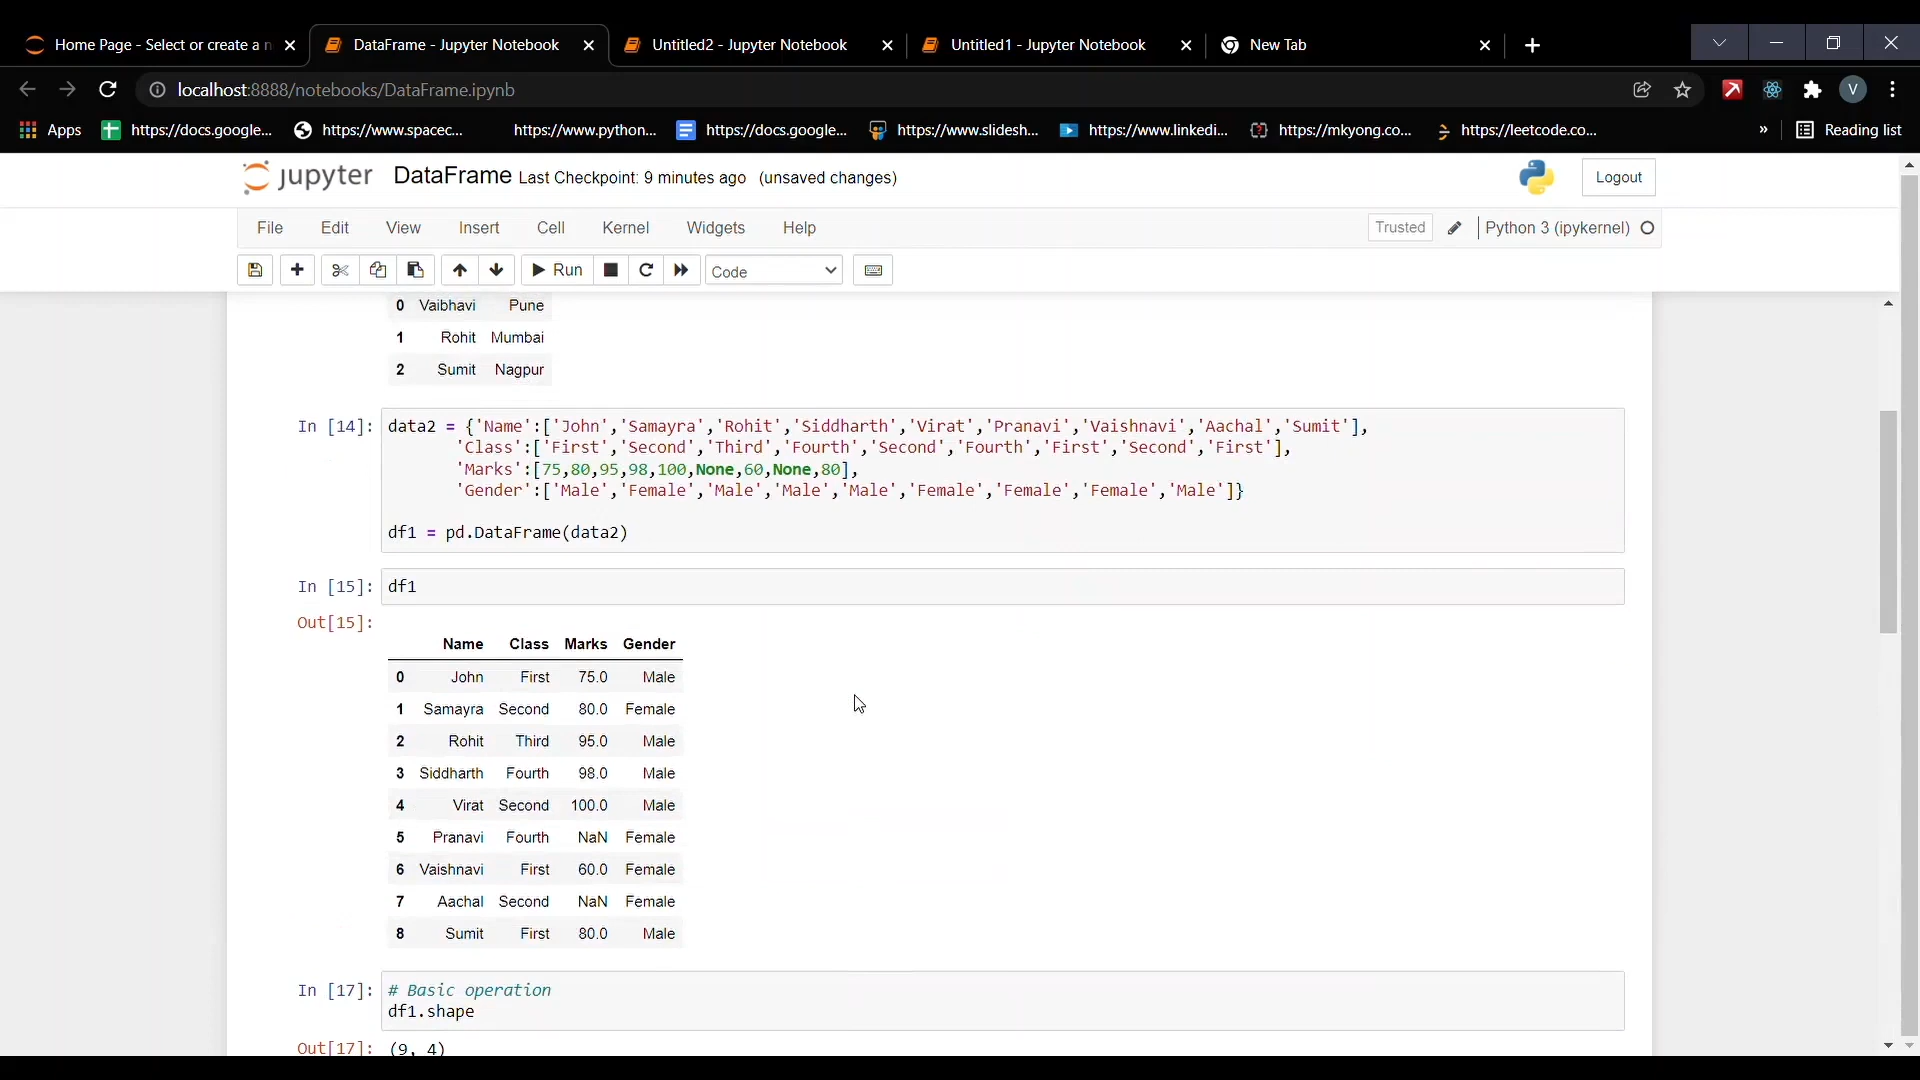 Home Page - Select or create a n
DataFrame - Jupyter Notebook
Untitled2 - Jupyter Notebook
Untitled1 - Jupyter Notebook
New Tab
localhost:8888/notebooks/DataFrame.ipynb
V
Apps
https://docs.google...
https://www.spacec...
https://www.python...
https://docs.google...
https://www.slidesh...
https://www.linkedi...
https://mkyong.co...
https://leetcode.co...
»
Reading list
jupyter DataFrame Last Checkpoint: 9 minutes ago (unsaved changes)
Logout
File Edit View Insert Cell Kernel Widgets Help
Trusted
Python 3 (ipykernel)
Run
Code
0 Vaibhavi Pune
1 Rohit Mumbai
2 Sumit Nagpur
In [14]: data2 = {'Name':['John','Samayra','Rohit','Siddharth','Virat','Pranavi','Vaishnavi','Aachal','Sumit'],
'Class':['First','Second','Third','Fourth','Second','Fourth','First','Second','First'],
'Marks':[75,80,95,98,100,None,60,None,80],
'Gender':['Male','Female','Male','Male','Male','Female','Female','Female','Male']}
df1 = pd.DataFrame(data2)
In [15]: df1
Out[15]:
Name Class Marks Gender
0 John First 75.0 Male
1 Samayra Second 80.0 Female
2 Rohit Third 95.0 Male
3 Siddharth Fourth 98.0 Male
4 Virat Second 100.0 Male
5 Pranavi Fourth NaN Female
6 Vaishnavi First 60.0 Female
7 Aachal Second NaN Female
8 Sumit First 80.0 Male
In [17]: # Basic operation
df1.shape
Out[17]: (9, 4)